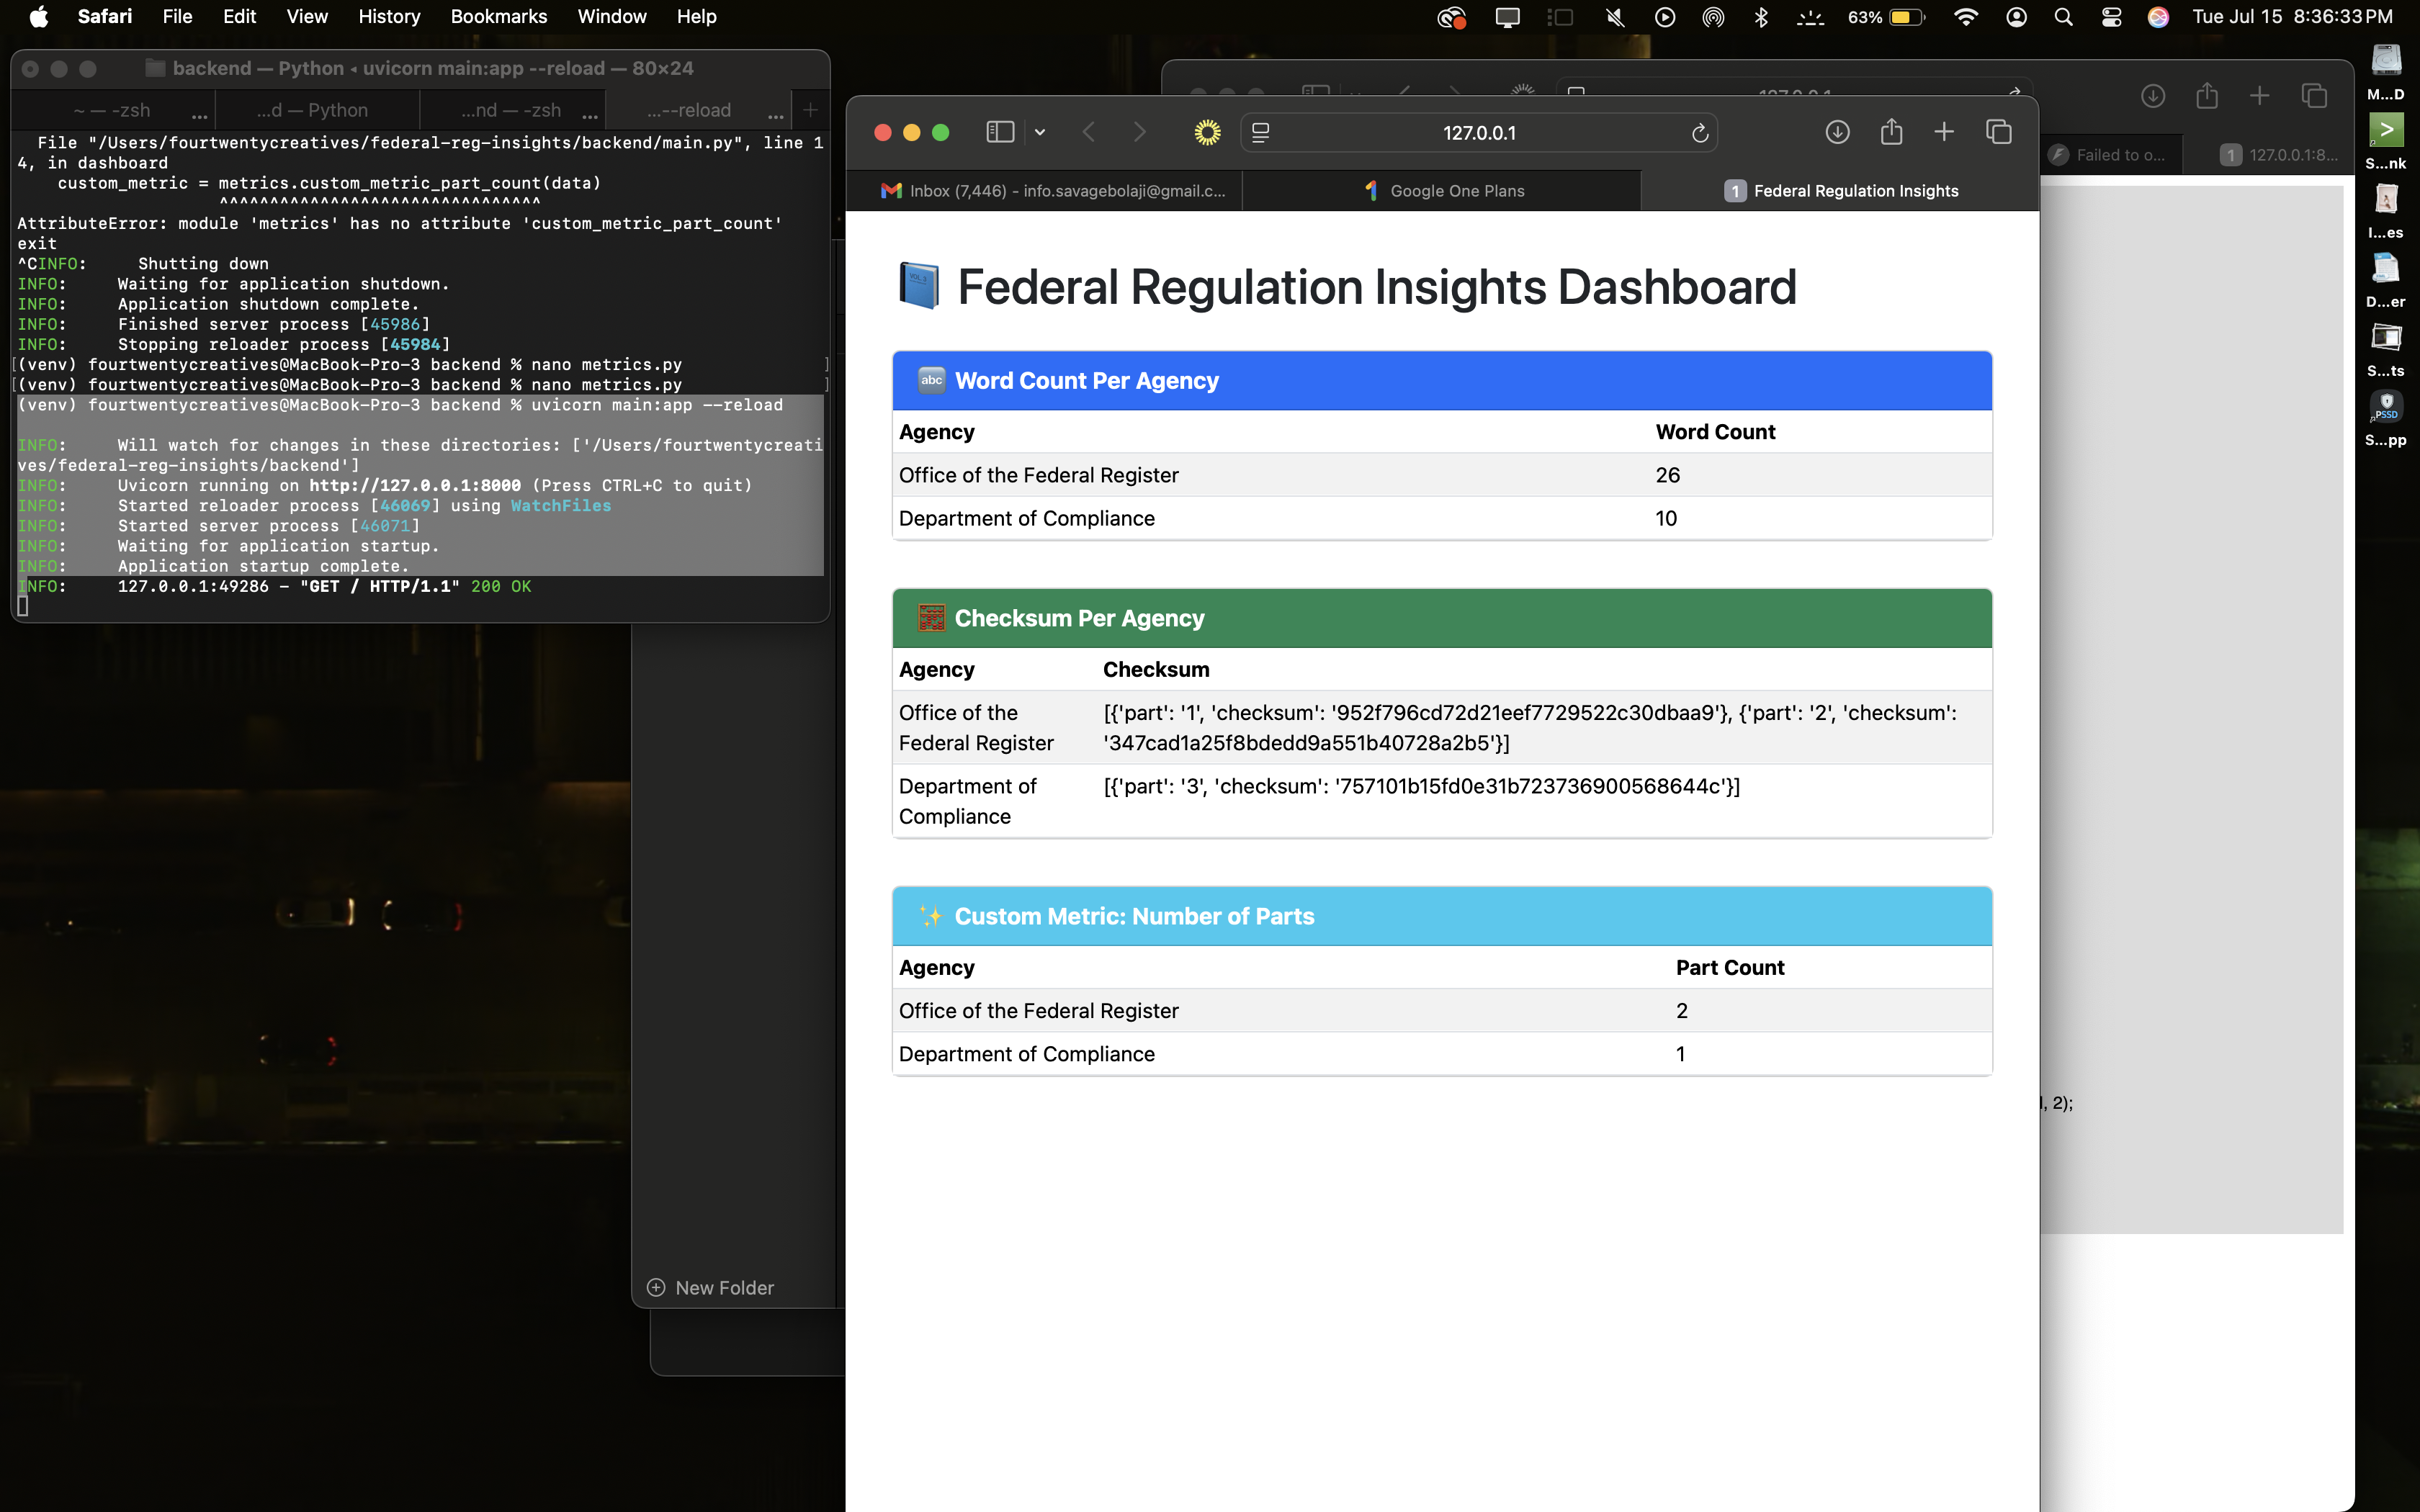 Safari File Edit View History Bookmarks Window Help 63% Tue Jul 15 8:36:33 PM
backend — Python ◂ uvicorn main:app --reload — 80×24
~ — -zsh ... ...d — Python ...nd — -zsh ... ...--reload ...
File "/Users/fourtwentycreatives/federal-reg-insights/backend/main.py", line 1
4, in dashboard
custom_metric = metrics.custom_metric_part_count(data)
^^^^^^^^^^^^^^^^^^^^^^^^^^^^^^^^
AttributeError: module 'metrics' has no attribute 'custom_metric_part_count'
exit
^CINFO: Shutting down
INFO: Waiting for application shutdown.
INFO: Application shutdown complete.
INFO: Finished server process [45986]
INFO: Stopping reloader process [45984]
[(venv) fourtwentycreatives@MacBook-Pro-3 backend % nano metrics.py ]
[(venv) fourtwentycreatives@MacBook-Pro-3 backend % nano metrics.py ]
(venv) fourtwentycreatives@MacBook-Pro-3 backend % uvicorn main:app --reload
INFO: Will watch for changes in these directories: ['/Users/fourtwentycreati
ves/federal-reg-insights/backend']
INFO: Uvicorn running on http://127.0.0.1:8000 (Press CTRL+C to quit)
INFO: Started reloader process [46069] using WatchFiles
INFO: Started server process [46071]
INFO: Waiting for application startup.
INFO: Application startup complete.
INFO: 127.0.0.1:49286 - "GET / HTTP/1.1" 200 OK
New Folder
127.0.0.1
Inbox (7,446) - info.savagebolaji@gmail.c... Google One Plans 1 Federal Regulation Insights
Federal Regulation Insights Dashboard
abc Word Count Per Agency
Agency Word Count
Office of the Federal Register 26
Department of Compliance 10
Checksum Per Agency
Agency Checksum
Office of the [{'part': '1', 'checksum': '952f796cd72d21eef7729522c30dbaa9'}, {'part': '2', 'checksum':
Federal Register '347cad1a25f8bdedd9a551b40728a2b5'}]
Department of [{'part': '3', 'checksum': '757101b15fd0e31b723736900568644c'}]
Compliance
Custom Metric: Number of Parts
Agency Part Count
Office of the Federal Register 2
Department of Compliance 1
Failed to o... 1 127.0.0.1:8...
, 2);
M...D
S...nk
I...es
D...er
S...ts
PSSD
S...pp